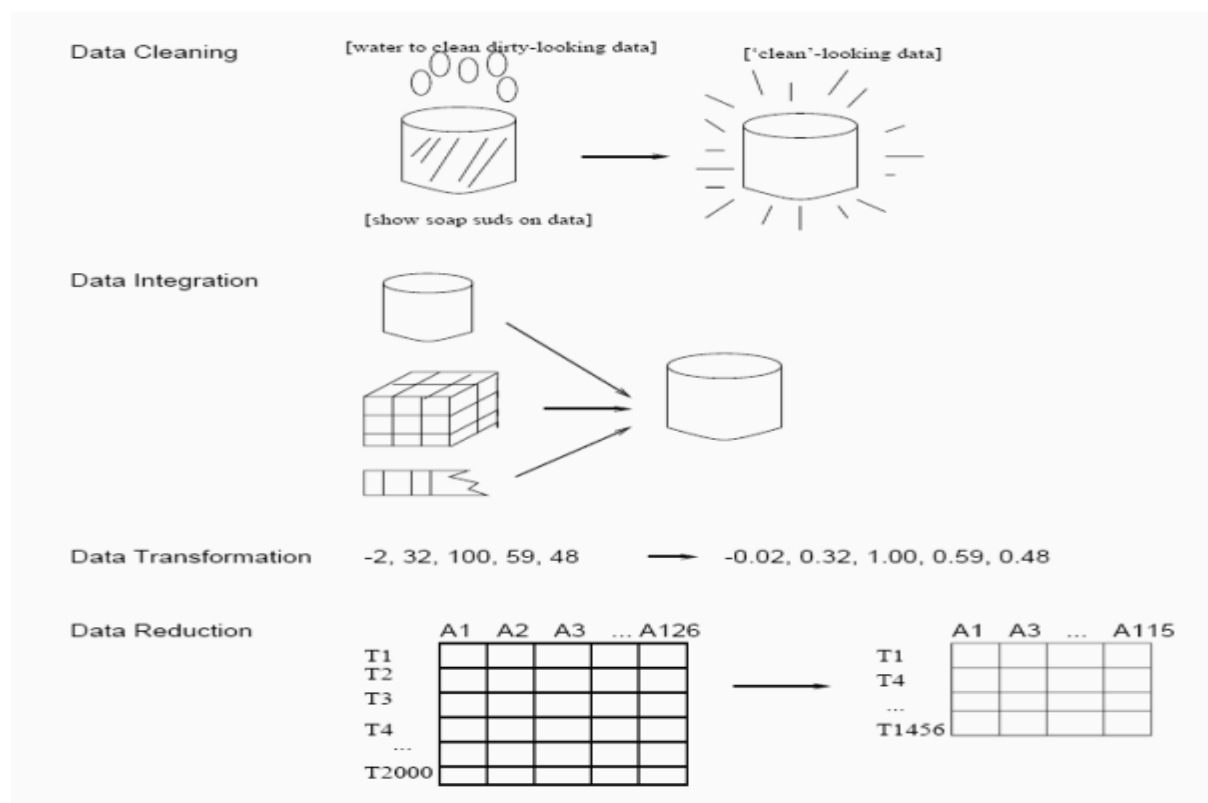 Data Cleaning
[water to clean dirty-looking data]
['clean'-looking data]
[show soap suds on data]
Data Integration
Data Transformation -2, 32, 100, 59, 48 -0.02, 0.32, 1.00, 0.59, 0.48
Data Reduction
A1 A2 A3 ... A126
T1
T2
T3
T4
...
T2000
A1 A3 ... A115
T1
T4
...
T1456